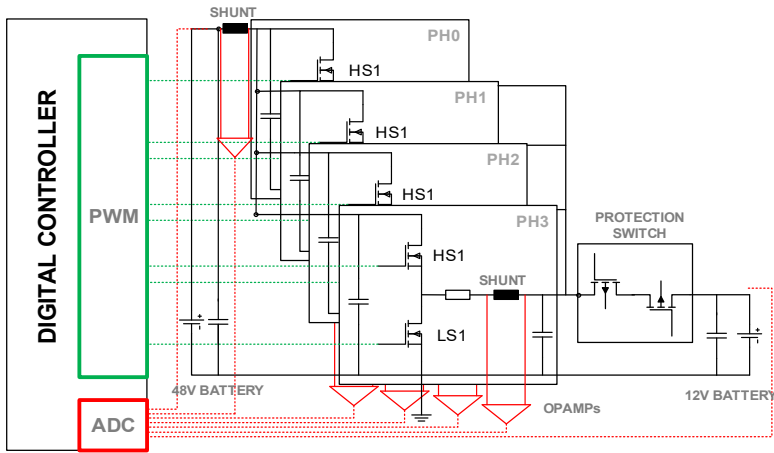 SHUNT
PH0
HS1
PH1
HS1
PH2
HS1
PH3
HS1
SHUNT
LS1
PROTECTION
SWITCH
DIGITAL CONTROLLER
PWM
48V BATTERY
12V BATTERY
ADC
OPAMPs